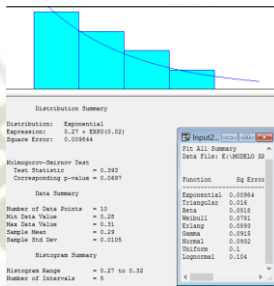 Distribution Summary
Distribution: Exponential
Expression: 0.27 + EXPO(0.02)
Square Error: 0.009844
Kolmogorov-Smirnov Test
Test Statistic = 0.393
Corresponding p-value = 0.0697
Data Summary
Number of Data Points = 10
Min Data Value = 0.28
Max Data Value = 0.31
Sample Mean = 0.29
Sample Std Dev = 0.0105
Histogram Summary
Histogram Range = 0.27 to 0.32
Number of Intervals = 5
Input2...
Fit All Summary
Data File: E:\MODELO
Function Sq Error
Exponential 0.00984
Triangular 0.016
Beta 0.0518
Weibull 0.0781
Erlang 0.0893
Gamma 0.0915
Normal 0.0932
Uniform 0.1
Lognormal 0.104